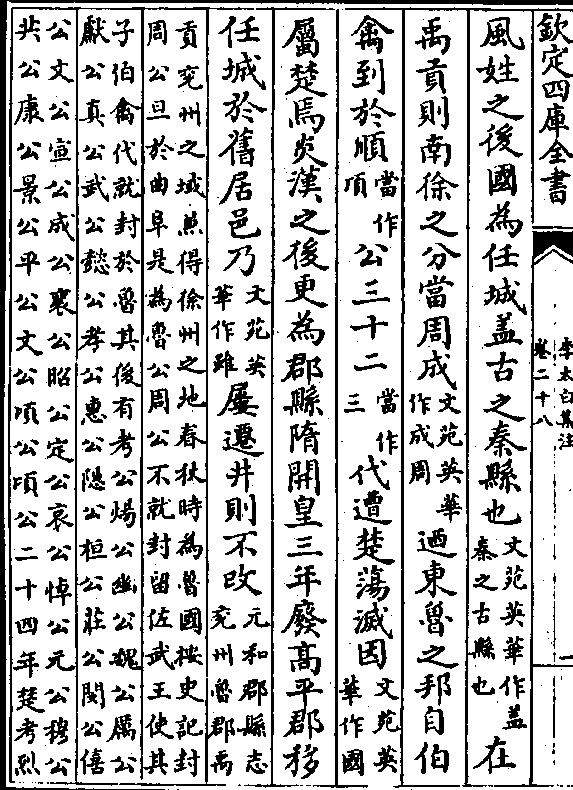 欽定四庫全書
李太白集注
卷二十八
一
風姓之後國為任城盖古之秦縣也文苑英華作盖秦之古縣也在
禹貢則南徐之分當周成文苑英華作成周迺東魯之邦自伯
禽到於順當作項公三十二當作三代遭楚蕩滅因文苑英華作國
屬楚焉炎漢之後更為郡縣隋開皇三年廢髙平郡移
任城於舊居邑乃文苑英華作雖屢遷井則不改元和郡縣志兖州魯郡禹
貢兖州之域兼得徐州之地春秋時為魯國按史記封
周公旦於曲阜是為魯公周公不就封留佐武王使其
子伯禽代就封於魯其後有考公煬公幽公魏公厲公
獻公真公武公懿公孝公惠公隱公桓公莊公閔公僖
公文公宣公成公襄公昭公定公哀公悼公元公穆公
共公康公景公平公文公頃公頃公二十四年楚考烈